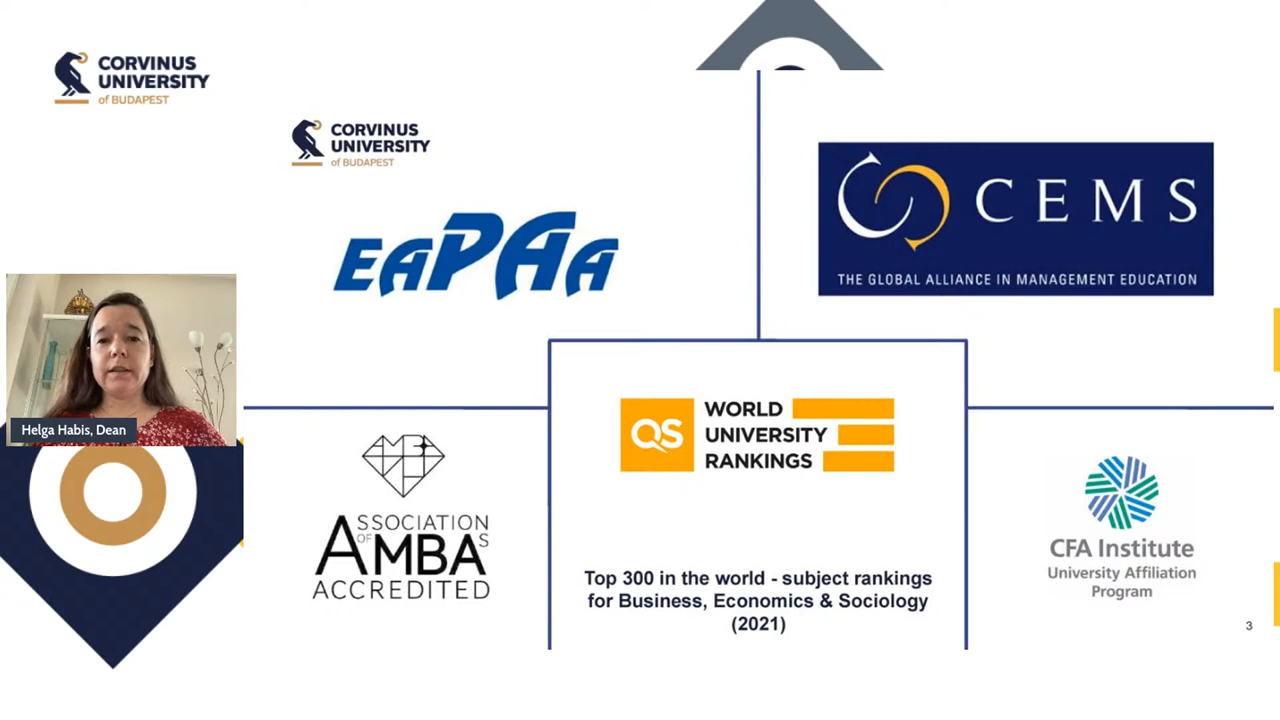 CORVINUS
UNIVERSITY
of BUDAPEST
CORVINUS
UNIVERSITY
of BUDAPEST
EAPAA
CEMS
THE GLOBAL ALLIANCE IN MANAGEMENT EDUCATION
Helga Habis, Dean
QS
WORLD
UNIVERSITY
RANKINGS
Top 300 in the world - subject rankings
for Business, Economics & Sociology
(2021)
ASSOCIATION
OF MBAS
ACCREDITED
CFA Institute
University Affiliation
Program
3